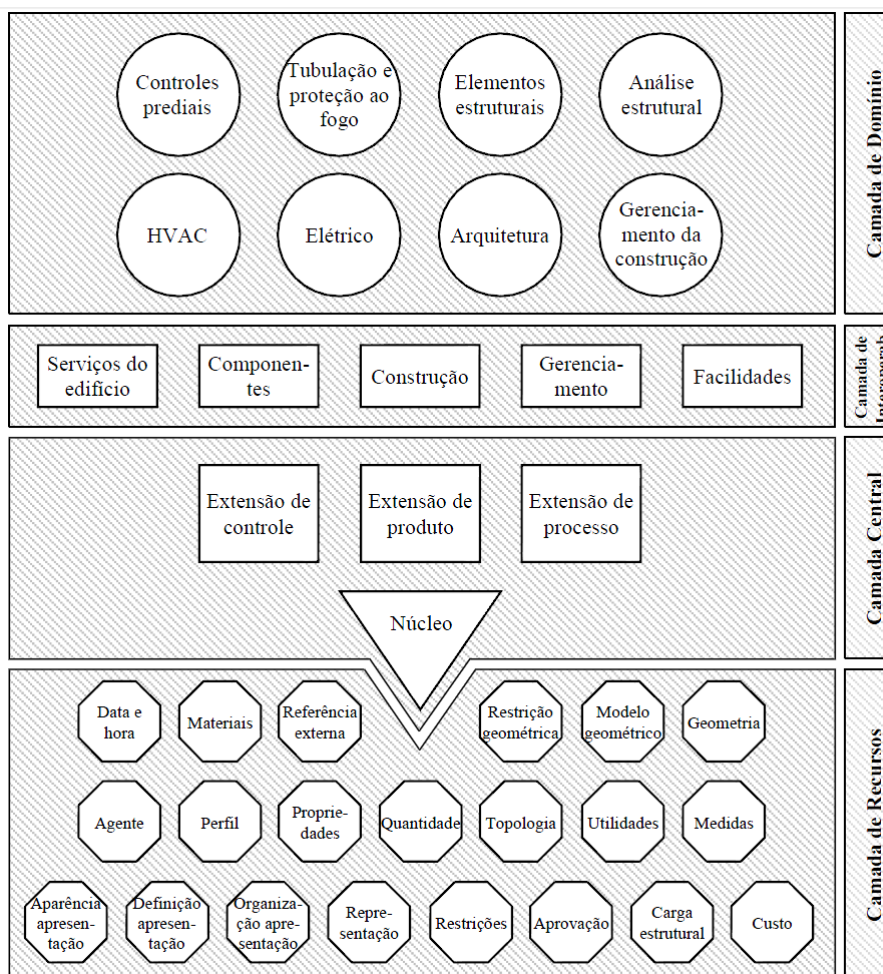 Controles
prediais
Tubulação e
proteção ao
fogo
Elementos
estruturais
Análise
estrutural
HVAC
Elétrico
Arquitetura
Gerencia-
mento da
construção
Camada de Domínio
Serviços do
edifício
Componen-
tes
Construção
Gerencia-
mento
Facilidades
Camada de
Interoperab
Extensão de
controle
Extensão de
produto
Extensão de
processo
Núcleo
Camada Central
Data e
hora
Materiais
Referência
externa
Restrição
geométrica
Modelo
geométrico
Geometria
Agente
Perfil
Proprie-
dades
Quantidade
Topologia
Utilidades
Medidas
Aparência
apresen-
tação
Definição
apresen-
tação
Organiza-
ção apre-
sentação
Repre-
sentação
Restrições
Aprovação
Carga
estrutural
Custo
Camada de Recursos